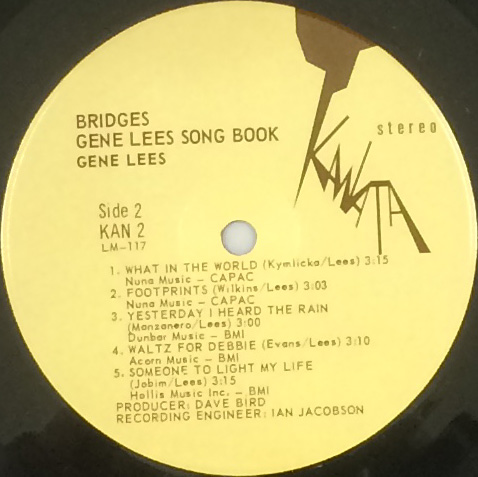 BRIDGES
GENE LEES SONG BOOK
GENE LEES
stereo
KANATA
Side 2
KAN 2
LM-117
1. WHAT IN THE WORLD (Kymlicka/Lees) 3:15
Nuna Music - CAPAC
2. FOOTPRINTS (Wilkins/Lees) 3:03
Nuna Music - CAPAC
3. YESTERDAY I HEARD THE RAIN
(Manzanero/Lees) 3:00
Dunbar Music - BMI
4. WALTZ FOR DEBBIE (Evans/Lees) 3:10
Acorn Music - BMI
5. SOMEONE TO LIGHT MY LIFE
(Jobim/Lees) 3:15
Hollis Music Inc. - BMI
PRODUCER: DAVE BIRD
RECORDING ENGINEER: IAN JACOBSON